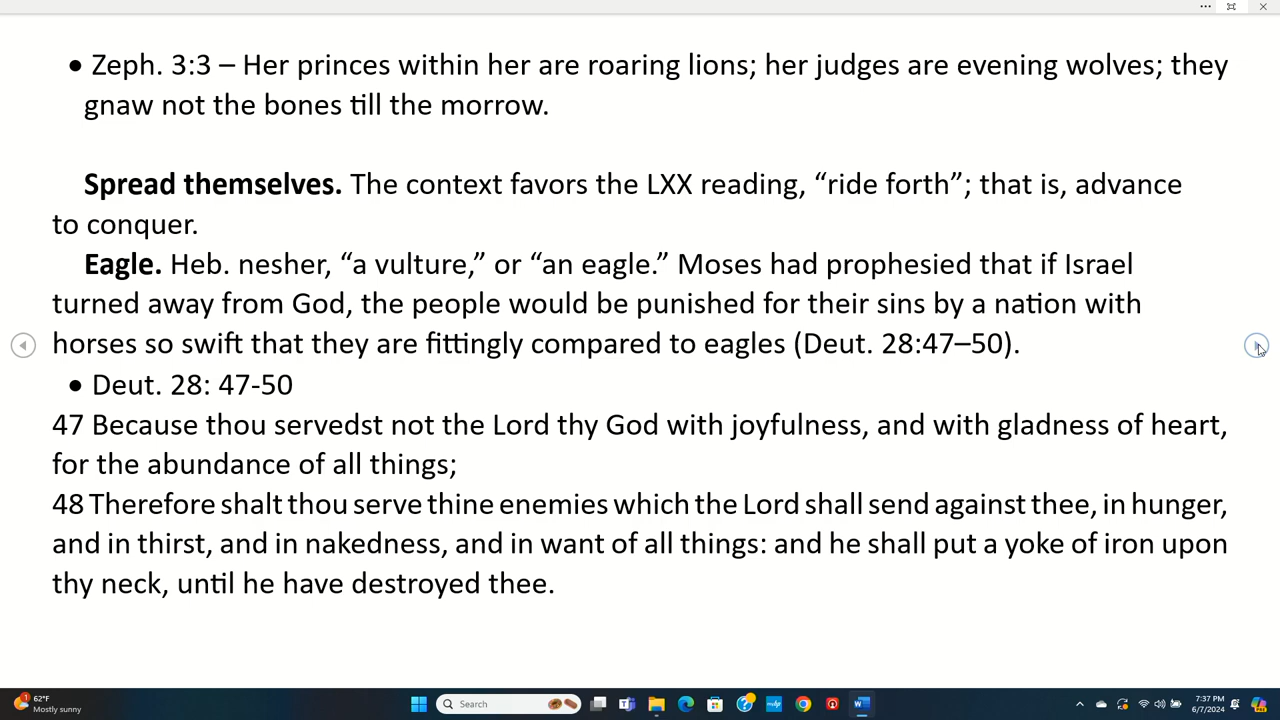 • Zeph. 3:3 – Her princes within her are roaring lions; her judges are evening wolves; they
gnaw not the bones till the morrow.
Spread themselves. The context favors the LXX reading, “ride forth”; that is, advance
to conquer.
Eagle. Heb. nesher, “a vulture,” or “an eagle.” Moses had prophesied that if Israel
turned away from God, the people would be punished for their sins by a nation with
horses so swift that they are fittingly compared to eagles (Deut. 28:47–50).
• Deut. 28: 47-50
47 Because thou servedst not the Lord thy God with joyfulness, and with gladness of heart,
for the abundance of all things;
48 Therefore shalt thou serve thine enemies which the Lord shall send against thee, in hunger,
and in thirst, and in nakedness, and in want of all things: and he shall put a yoke of iron upon
thy neck, until he have destroyed thee.
1
62°F
Mostly sunny
Search
7:37 PM
6/7/2024